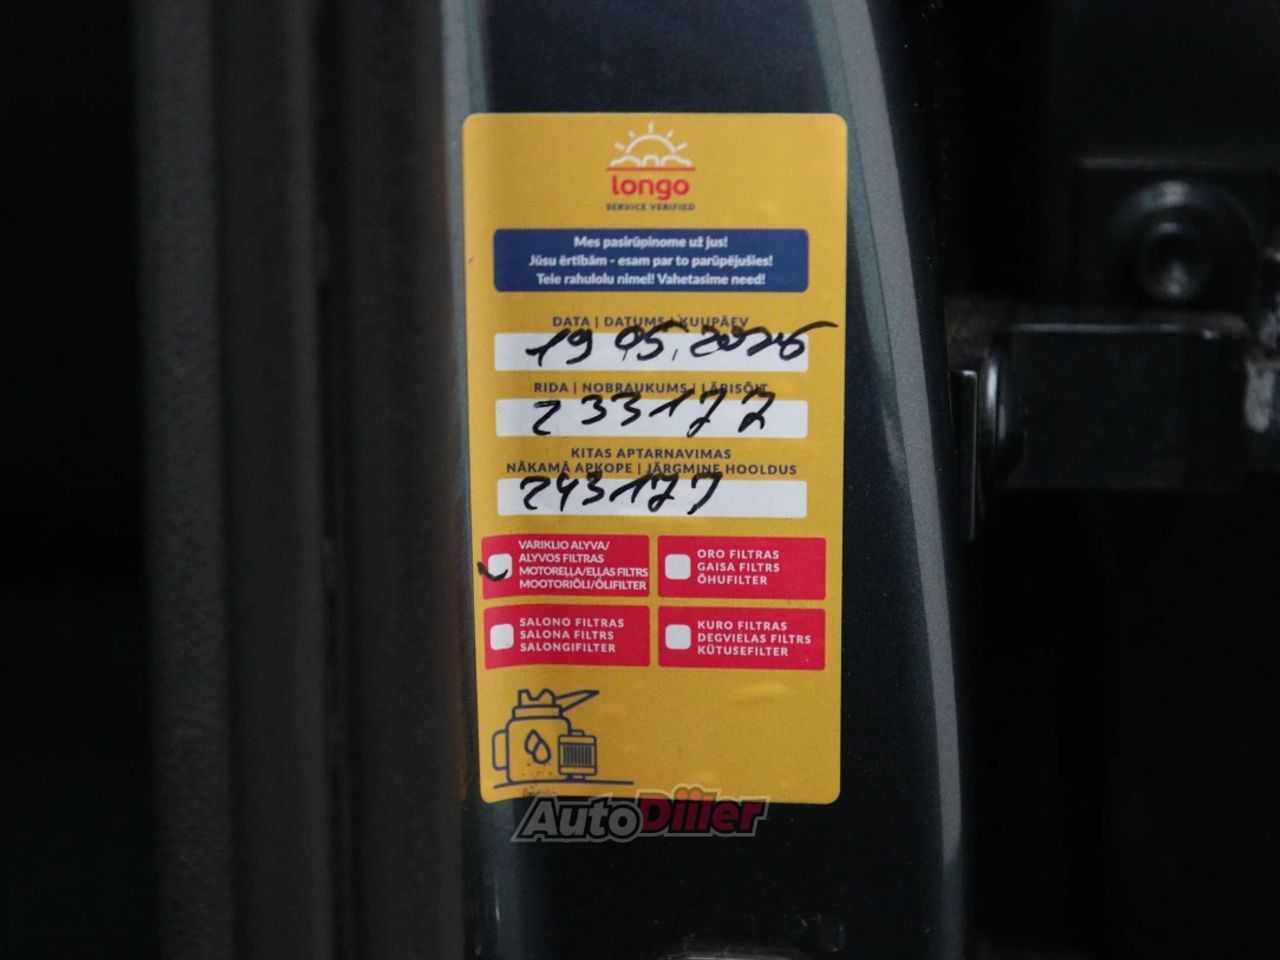 longo
SERVICE VERIFIED
Mes pasirūpinome už jus!
Jūsu ērtībām - esam par to parūpējušies!
Teie rahulolu nimel! Vahetasime need!
DATA | DATUMS | KUUPÄEV
19 05.2026
RIDA | NOBRAUKUMS | LÄBISÕIT
233177
KITAS APTARNAVIMAS
NĀKAMĀ APKOPE | JÄRGMINE HOOLDUS
243177
VARIKLIO ALYVA/
ALYVOS FILTRAS
MOTOREĻĻA/EĻĻAS FILTRS
MOOTORIÕLI/ÕLIFILTER
ORO FILTRAS
GAISA FILTRS
ÕHUFILTER
SALONO FILTRAS
SALONA FILTRS
SALONGIFILTER
KURO FILTRAS
DEGVIELAS FILTRS
KÜTUSEFILTER
AutoDiiler